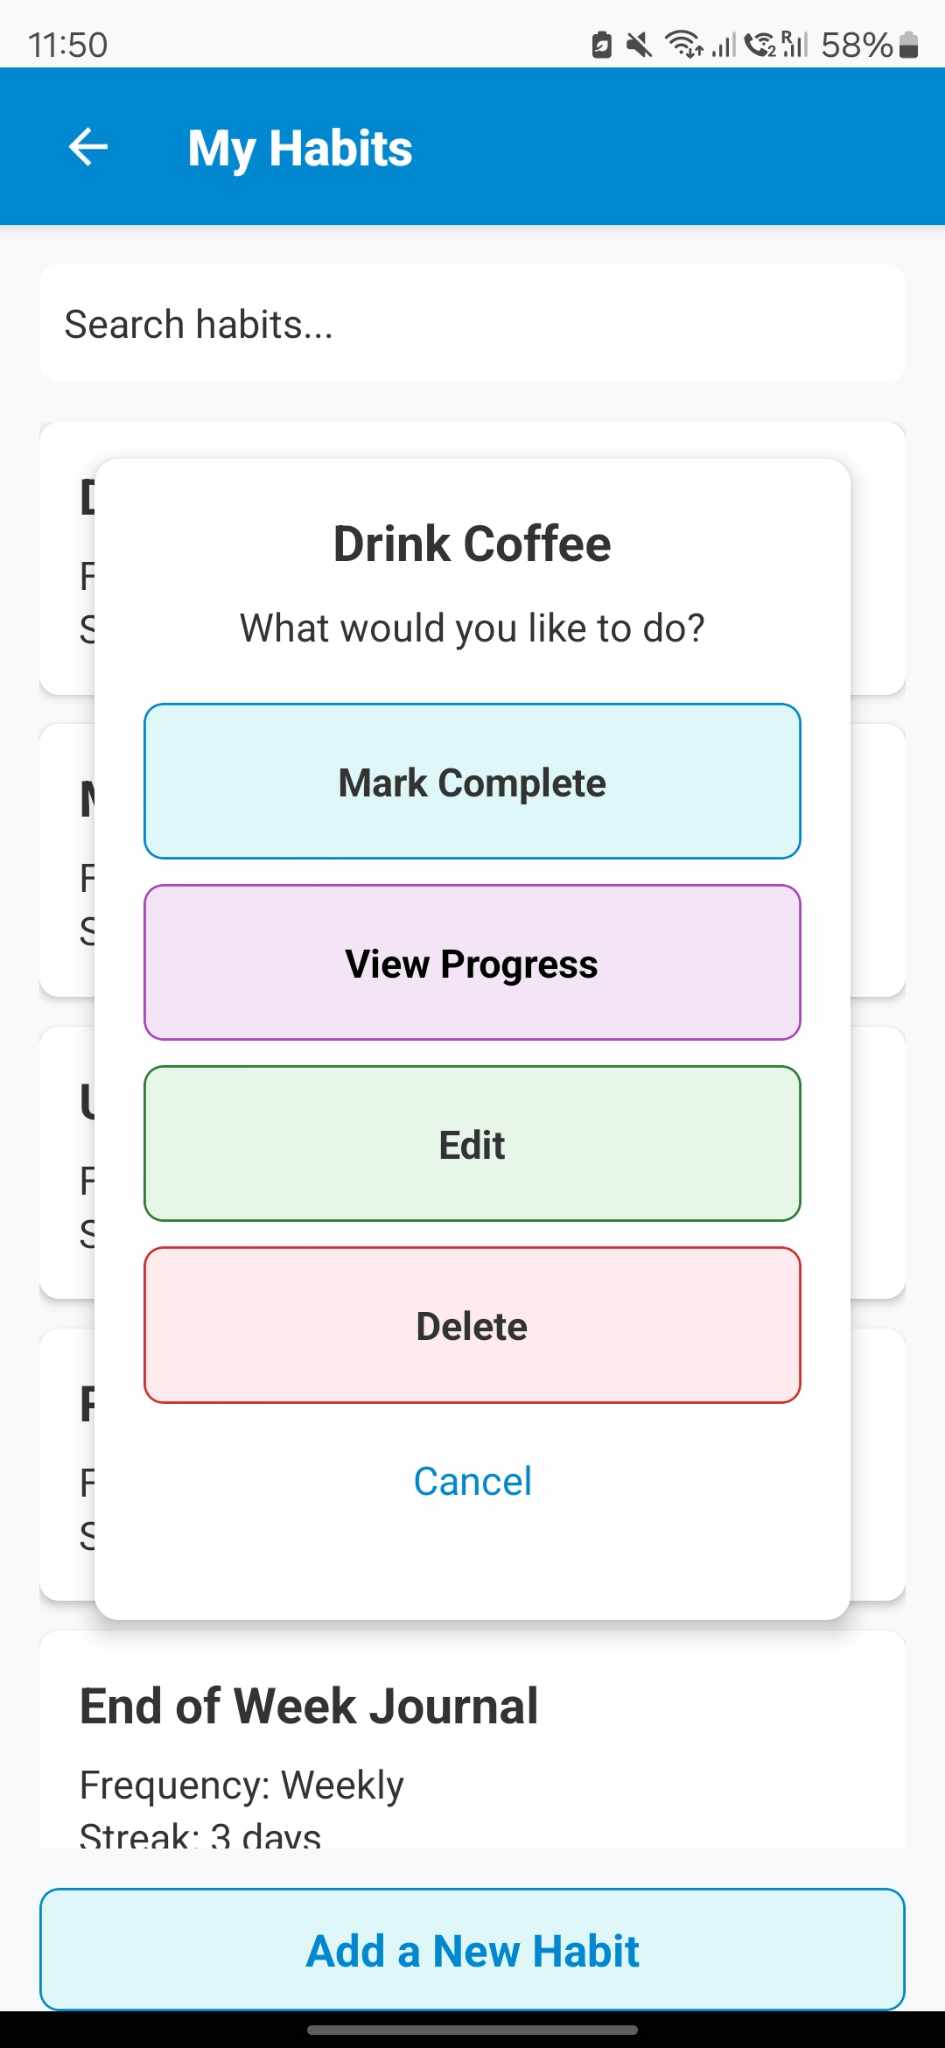 11:50
58%
My Habits
Search habits...
Drink Coffee
What would you like to do?
Mark Complete
View Progress
Edit
Delete
Cancel
End of Week Journal
Frequency: Weekly
Streak: 3 days
Add a New Habit